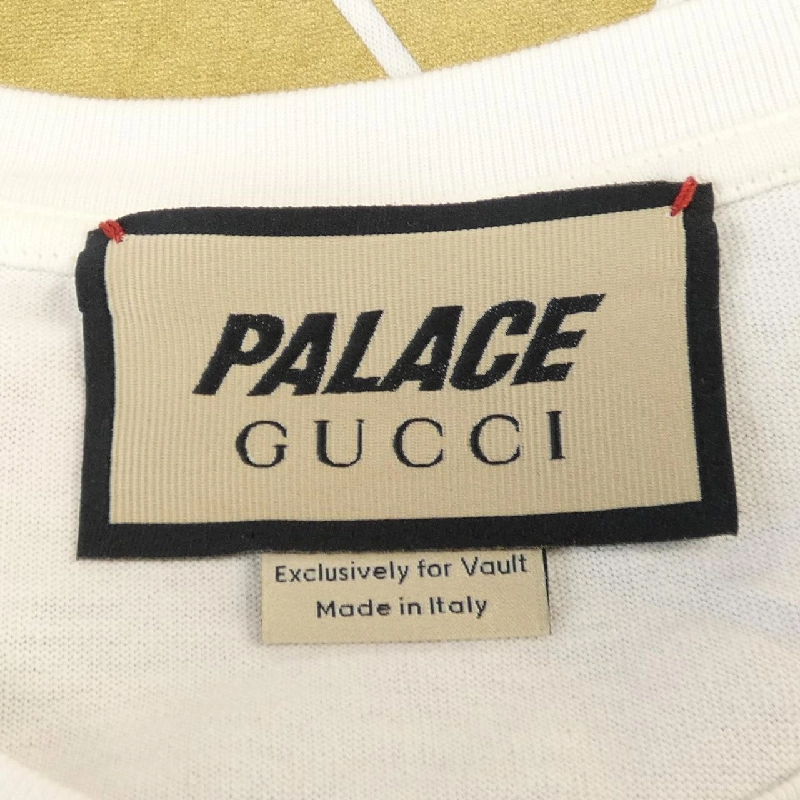 PALACE
GUCCI
Exclusively for Vault
Made in Italy